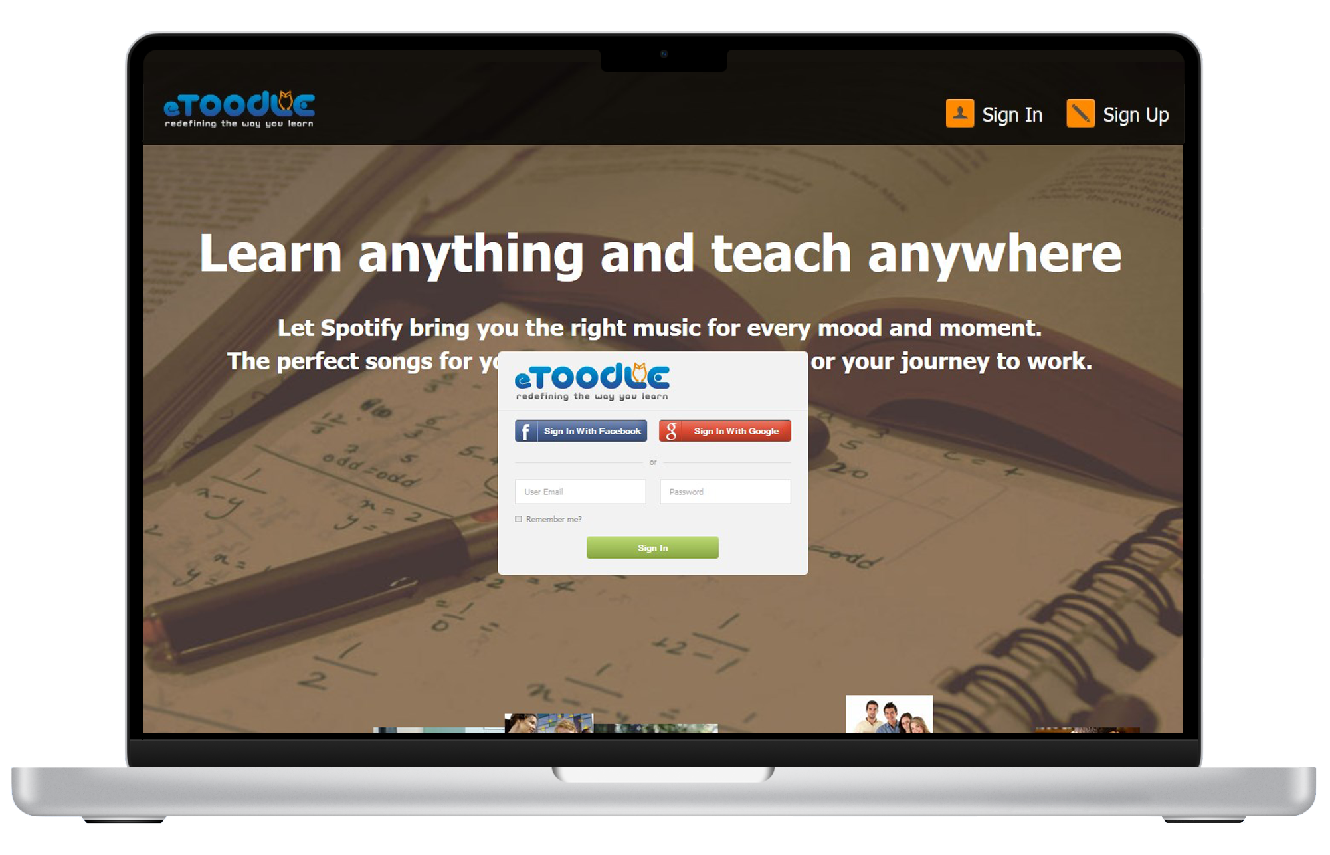 eTOODLE
redefining the way you learn
Sign In
Sign Up
Learn anything and teach anywhere
Let Spotify bring you the right music for every mood and moment.
The perfect songs for yo
or your journey to work.
eTOODLE
redefining the way you learn
f Sign In With Facebook
g Sign In With Google
or
User Email
Password
Remember me?
Sign In